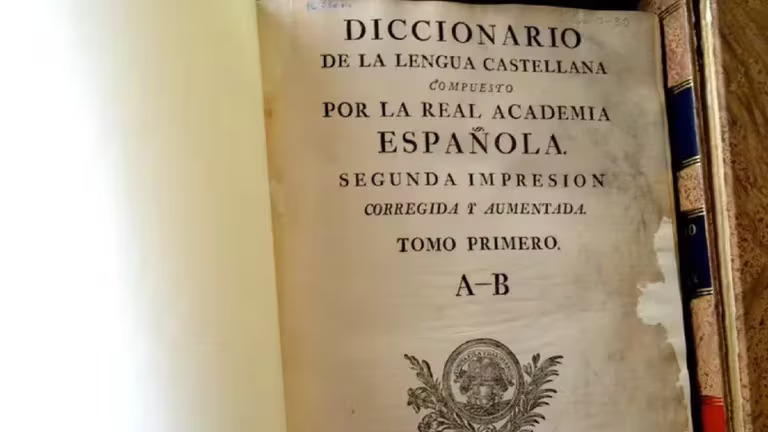 DICCIONARIO
DE LA LENGUA CASTELLANA
COMPUESTO
POR LA REAL ACADEMIA
ESPAÑOLA.
SEGUNDA IMPRESION
CORREGIDA Y AUMENTADA.
TOMO PRIMERO.
A-B